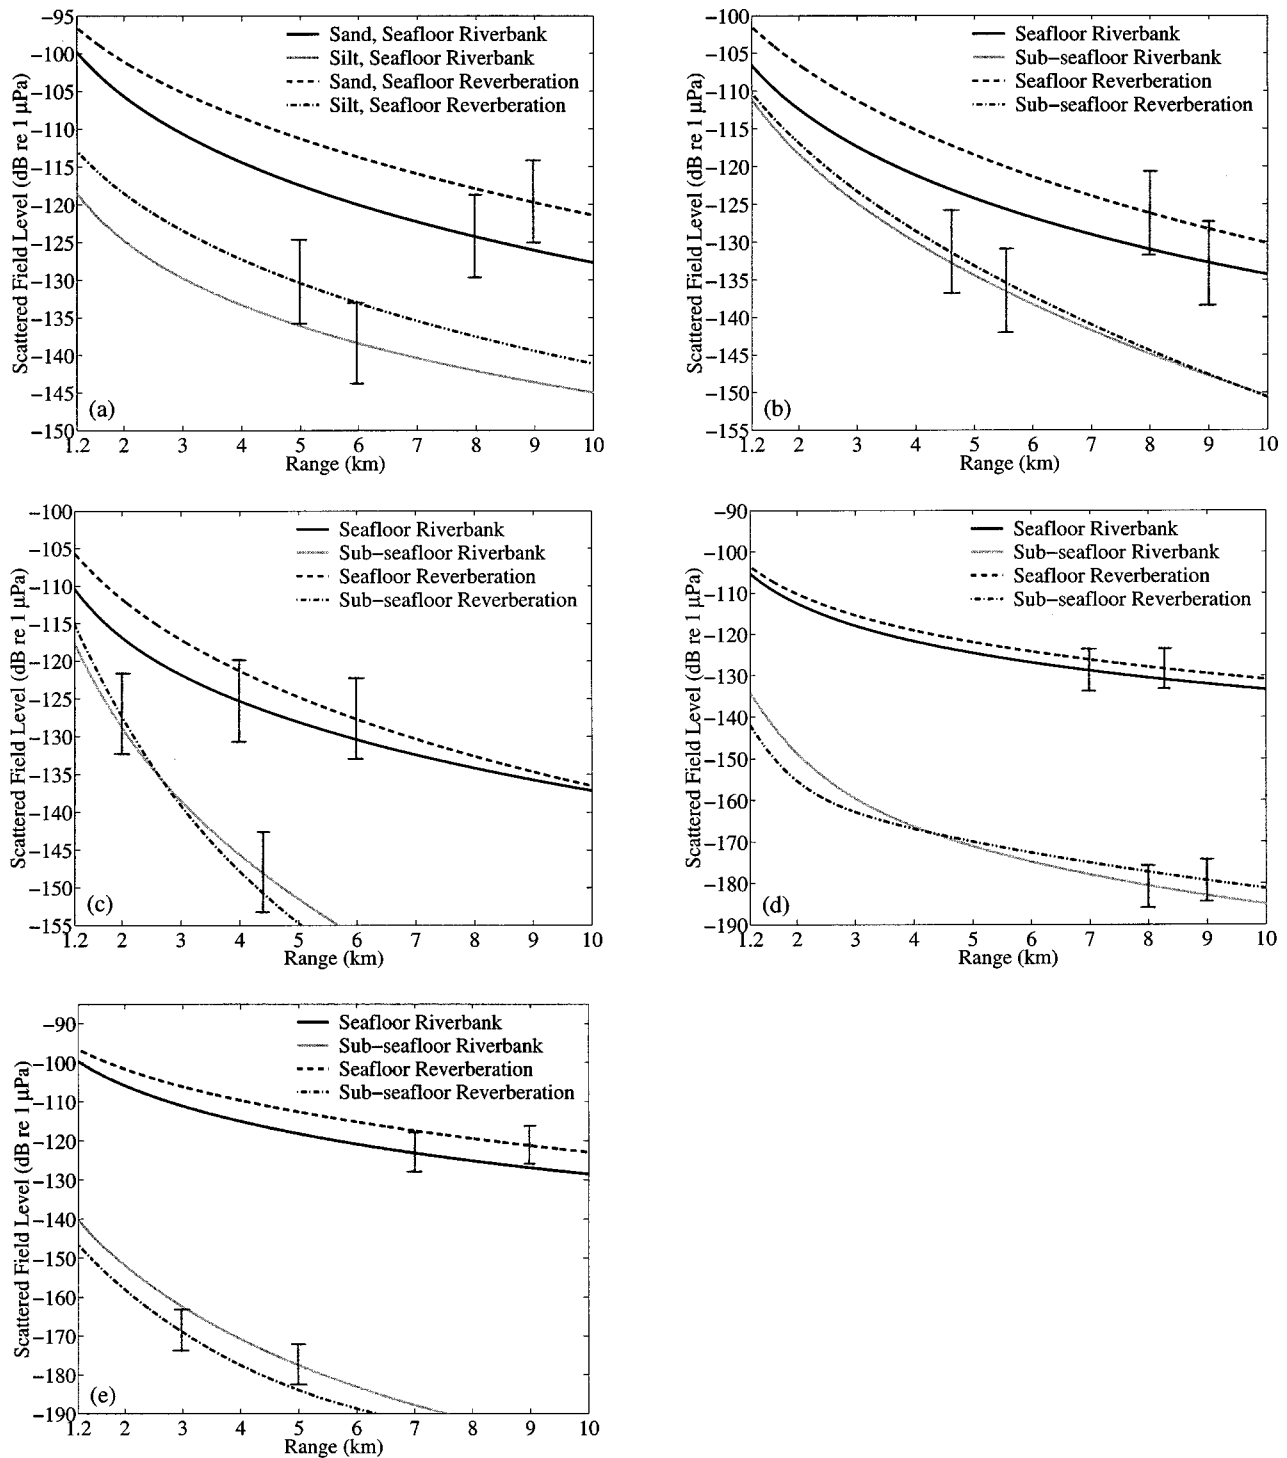 −95
−100
−105
−110
−115
−120
−125
−130
−135
−140
−145
−150
Scattered Field Level (dB re 1 μPa)
Sand, Seafloor Riverbank
Silt, Seafloor Riverbank
Sand, Seafloor Reverberation
Silt, Seafloor Reverberation
(a)
1.2 2 3 4 5 6 7 8 9 10
Range (km)
−100
−105
−110
−115
−120
−125
−130
−135
−140
−145
−150
−155
Scattered Field Level (dB re 1 μPa)
Seafloor Riverbank
Sub−seafloor Riverbank
Seafloor Reverberation
Sub−seafloor Reverberation
(b)
1.2 2 3 4 5 6 7 8 9 10
Range (km)
−100
−105
−110
−115
−120
−125
−130
−135
−140
−145
−150
−155
Scattered Field Level (dB re 1 μPa)
Seafloor Riverbank
Sub−seafloor Riverbank
Seafloor Reverberation
Sub−seafloor Reverberation
(c)
1.2 2 3 4 5 6 7 8 9 10
Range (km)
−90
−100
−110
−120
−130
−140
−150
−160
−170
−180
−190
Scattered Field Level (dB re 1 μPa)
Seafloor Riverbank
Sub−seafloor Riverbank
Seafloor Reverberation
Sub−seafloor Reverberation
(d)
1.2 2 3 4 5 6 7 8 9 10
Range (km)
−90
−100
−110
−120
−130
−140
−150
−160
−170
−180
−190
Scattered Field Level (dB re 1 μPa)
Seafloor Riverbank
Sub−seafloor Riverbank
Seafloor Reverberation
Sub−seafloor Reverberation
(e)
1.2 2 3 4 5 6 7 8 9 10
Range (km)